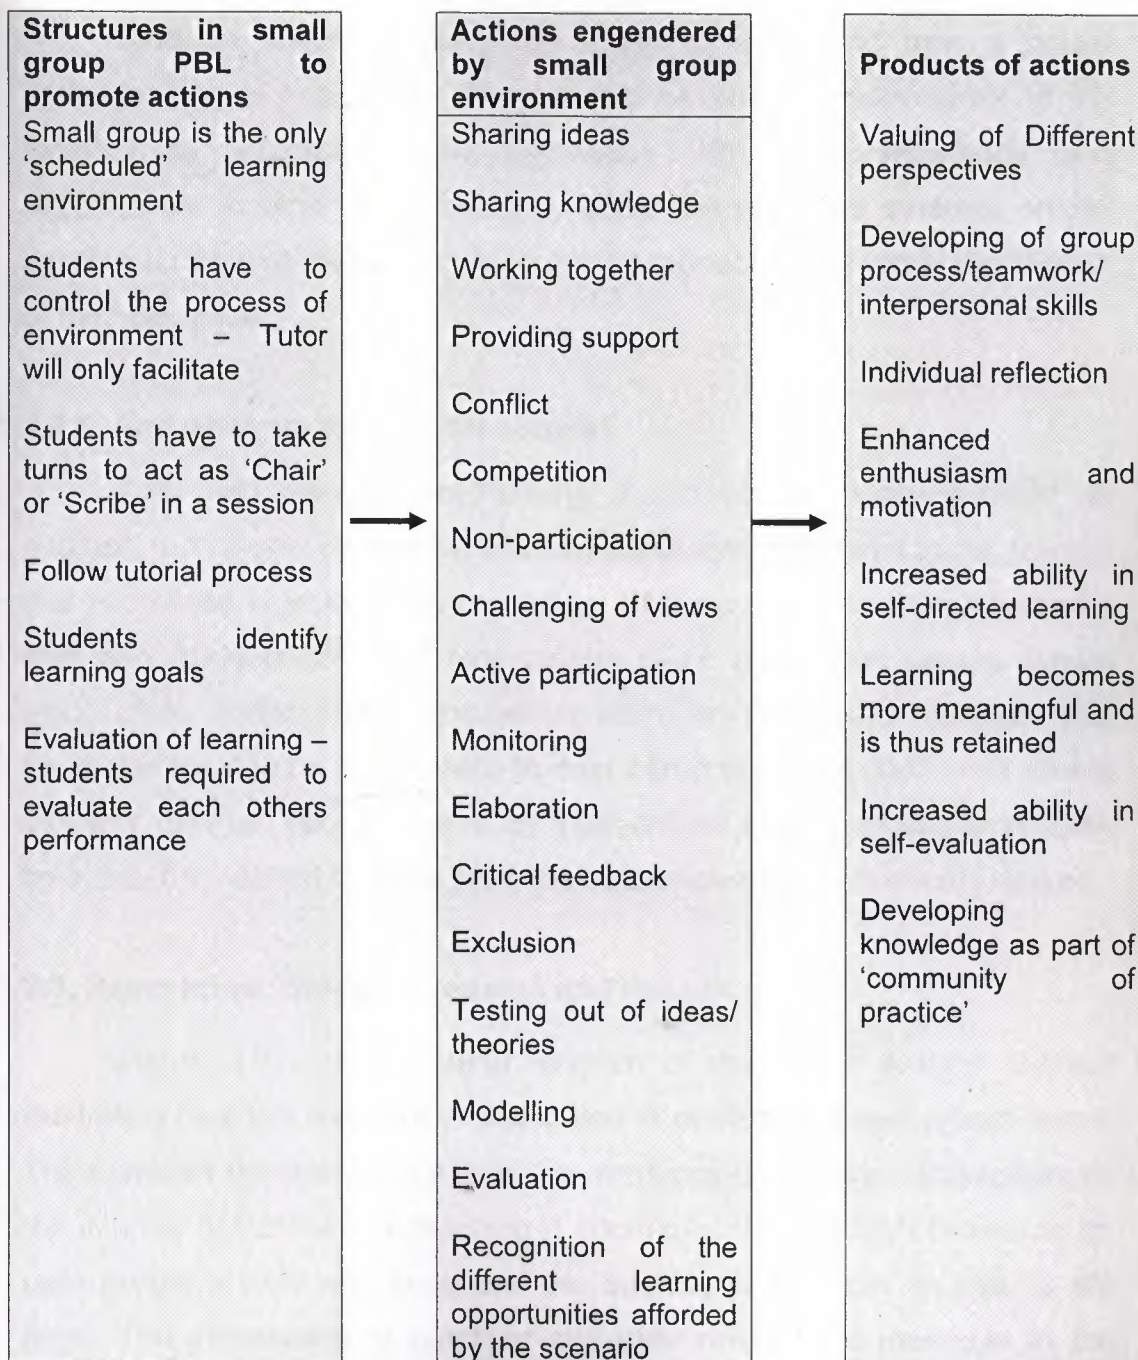 Structures in small
group PBL to
promote actions
Small group is the only
‘scheduled’ learning
environment
Students have to
control the process of
environment – Tutor
will only facilitate
Students have to take
turns to act as ‘Chair’
or ‘Scribe’ in a session
Follow tutorial process
Students identify
learning goals
Evaluation of learning –
students required to
evaluate each others
performance
Actions engendered
by small group
environment
Sharing ideas
Sharing knowledge
Working together
Providing support
Conflict
Competition
Non-participation
Challenging of views
Active participation
Monitoring
Elaboration
Critical feedback
Exclusion
Testing out of ideas/
theories
Modelling
Evaluation
Recognition of the
different learning
opportunities afforded
by the scenario
Products of actions
Valuing of Different
perspectives
Developing of group
process/teamwork/
interpersonal skills
Individual reflection
Enhanced
enthusiasm and
motivation
Increased ability in
self-directed learning
Learning becomes
more meaningful and
is thus retained
Increased ability in
self-evaluation
Developing
knowledge as part of
‘community of
practice’